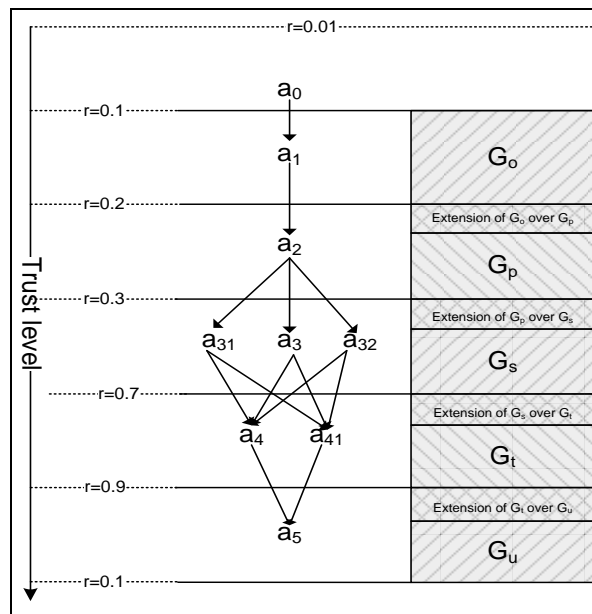 r=0.01
a0
r=0.1
a1
Go
r=0.2
Extension of Go over Gp
a2
Gp
Trust level
r=0.3
Extension of Gp over Gs
a31 a3 a32
Gs
r=0.7
Extension of Gs over Gt
a4 a41
Gt
r=0.9
Extension of Gt over Gu
a5
Gu
r=0.1